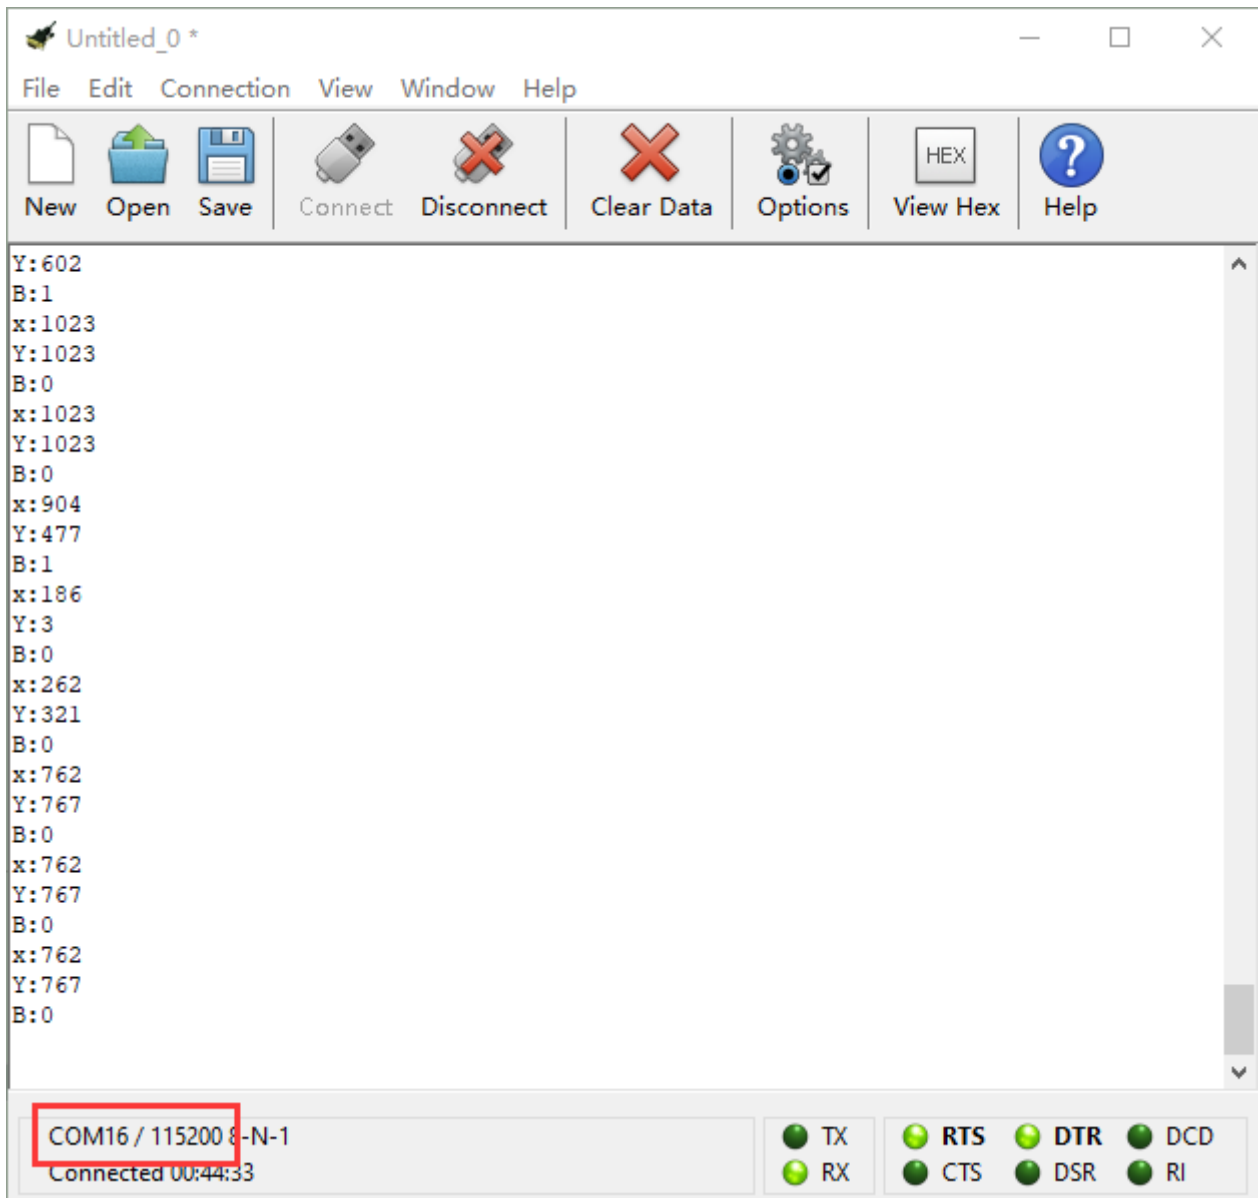 Untitled_0 *
File Edit Connection View Window Help
New Open Save Connect Disconnect Clear Data Options HEX View Hex ? Help
Y:602
B:1
x:1023
Y:1023
B:0
x:1023
Y:1023
B:0
x:904
Y:477
B:1
x:186
Y:3
B:0
x:262
Y:321
B:0
x:762
Y:767
B:0
x:762
Y:767
B:0
x:762
Y:767
B:0
COM16 / 115200 8-N-1 TX RTS DTR DCD
Connected 00:44:33 RX CTS DSR RI